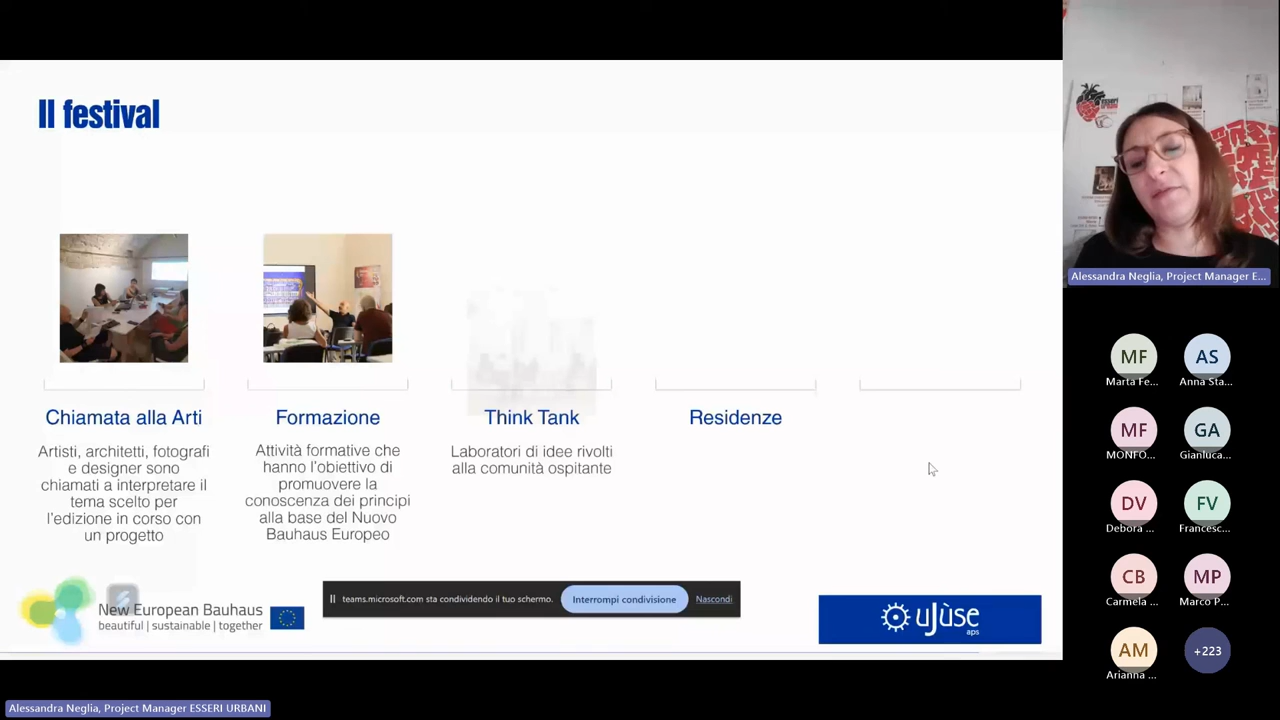 Il festival
Chiamata alla Arti
Artisti, architetti, fotografi
e designer sono
chiamati a interpretare il
tema scelto per
l'edizione in corso con
un progetto
Formazione
Attività formative che
hanno l'obiettivo di
promuovere la
conoscenza dei principi
alla base del Nuovo
Bauhaus Europeo
Think Tank
Laboratori di idee rivolti
alla comunità ospitante
Residenze
New European Bauhaus
beautiful | sustainable | together
teams.microsoft.com sta condividendo il tuo schermo.
Interrompi condivisione
Nascondi
uJùse
aps
Alessandra Neglia, Project Manager E...
MF
Marta Fe...
AS
Anna Sta...
MF
MONFO...
GA
Gianluca...
DV
Debora ...
FV
Francesc...
CB
Carmela ...
MP
Marco P...
AM
Arianna ...
+223
Alessandra Neglia, Project Manager ESSERI URBANI